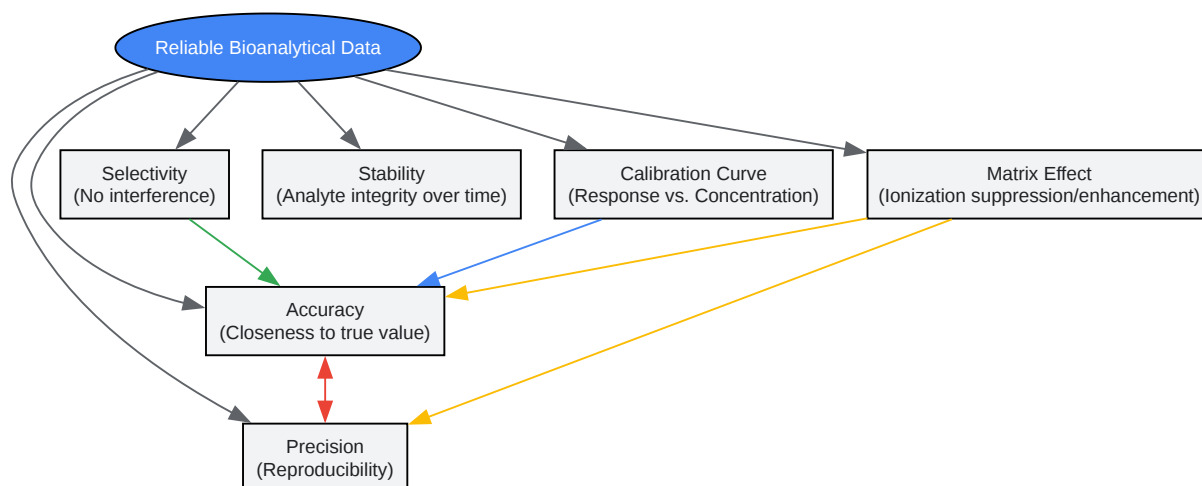 Reliable Bioanalytical Data
Selectivity
(No interference)
Stability
(Analyte integrity over time)
Calibration Curve
(Response vs. Concentration)
Matrix Effect
(Ionization suppression/enhancement)
Accuracy
(Closeness to true value)
Precision
(Reproducibility)